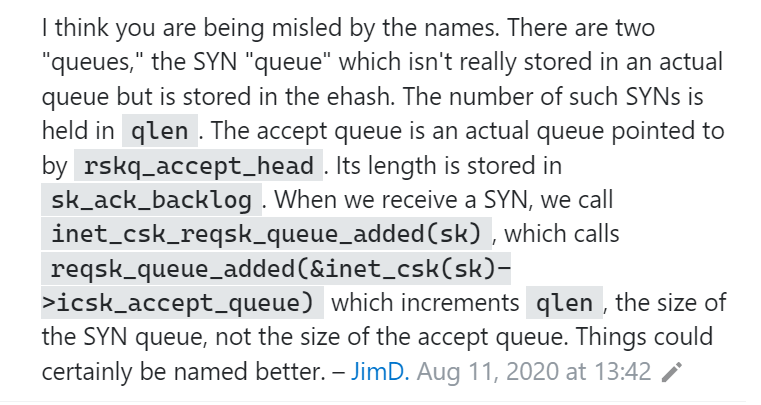 I think you are being misled by the names. There are two
"queues," the SYN "queue" which isn't really stored in an actual
queue but is stored in the ehash. The number of such SYNs is
held in qlen . The accept queue is an actual queue pointed to
by rskq_accept_head . Its length is stored in
sk_ack_backlog . When we receive a SYN, we call
inet_csk_reqsk_queue_added(sk) , which calls
reqsk_queue_added(&inet_csk(sk)−
>icsk_accept_queue) which increments qlen , the size of
the SYN queue, not the size of the accept queue. Things could
certainly be named better. – JimD. Aug 11, 2020 at 13:42